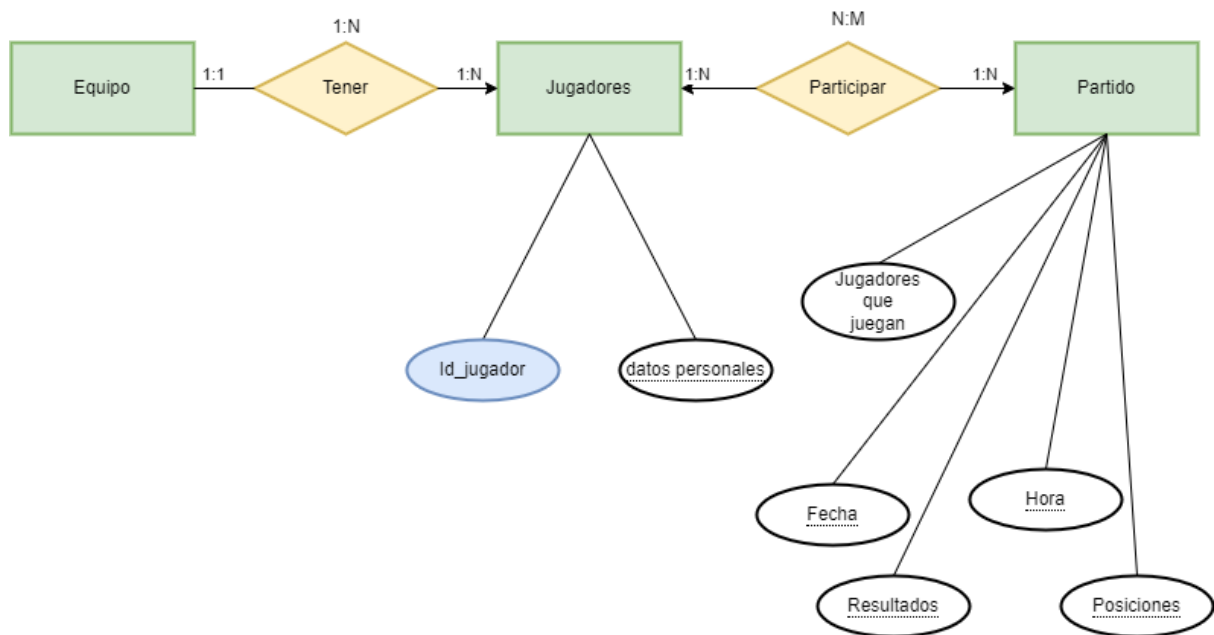 1:N
N:M
Equipo
1:1
Tener
1:N
Jugadores
1:N
Participar
1:N
Partido
Jugadores
que
juegan
Id_jugador
datos personales
Fecha
Hora
Resultados
Posiciones